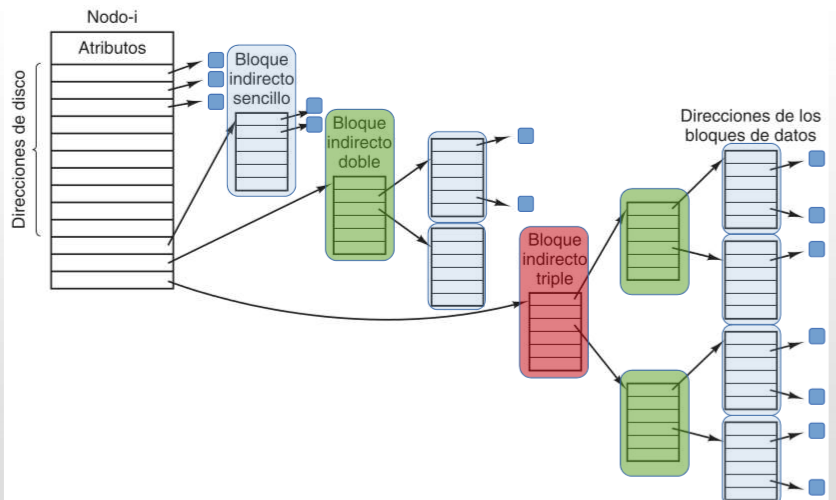 Nodo-i
Atributos
Direcciones de disco
Bloque
indirecto
sencillo
Bloque
indirecto
doble
Bloque
indirecto
triple
Direcciones de los
bloques de datos